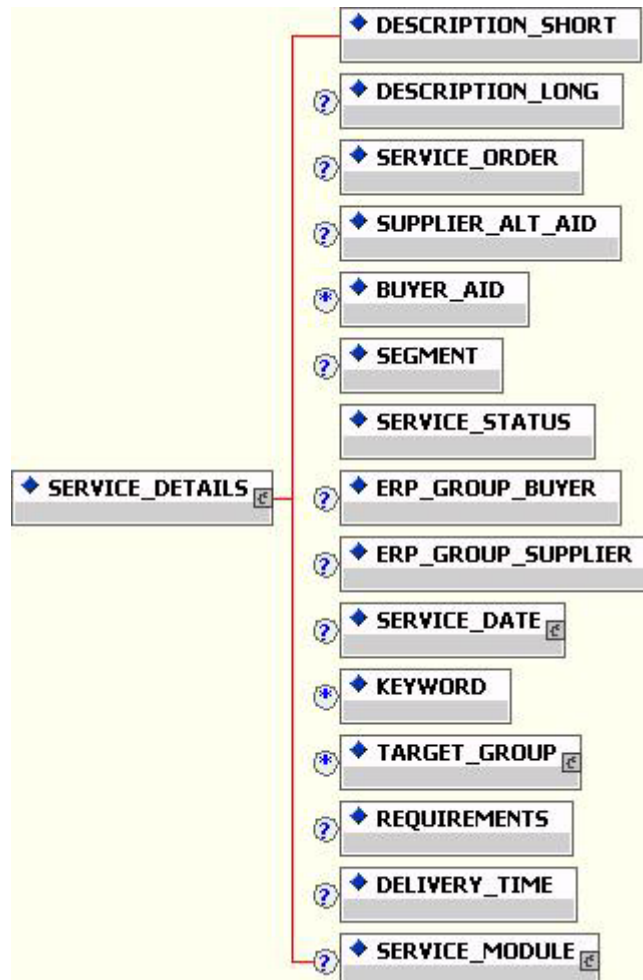 DESCRIPTION_SHORT
? DESCRIPTION_LONG
? SERVICE_ORDER
? SUPPLIER_ALT_AID
* BUYER_AID
? SEGMENT
SERVICE_STATUS
SERVICE_DETAILS
? ERP_GROUP_BUYER
? ERP_GROUP_SUPPLIER
? SERVICE_DATE
* KEYWORD
* TARGET_GROUP
? REQUIREMENTS
? DELIVERY_TIME
? SERVICE_MODULE